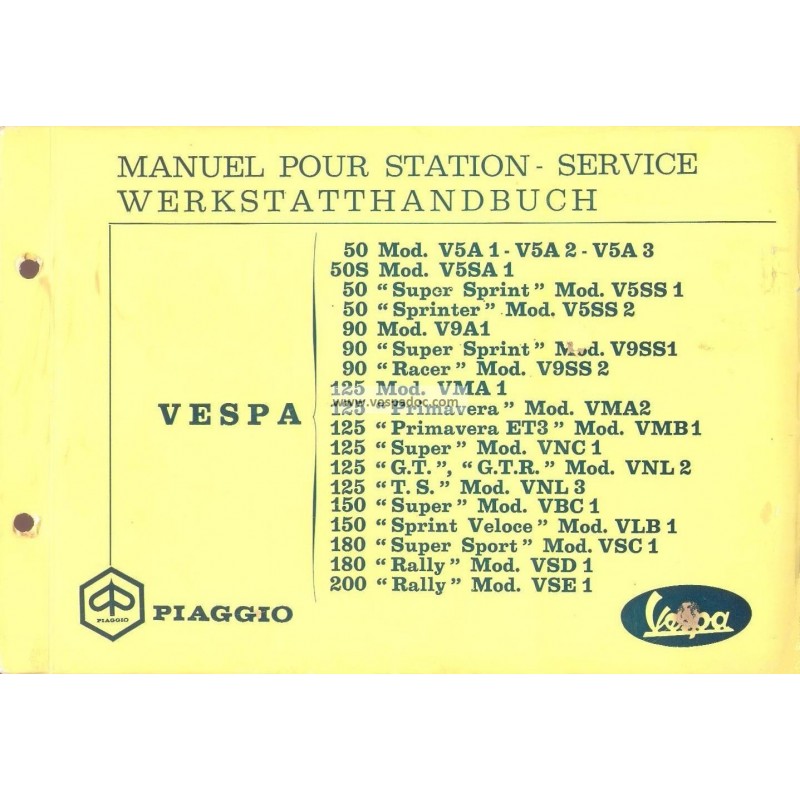 MANUEL POUR STATION - SERVICE
WERKSTATTHANDBUCH
VESPA
50 Mod. V5A 1 - V5A 2 - V5A 3
50S Mod. V5SA 1
50 “Super Sprint” Mod. V5SS 1
50 “Sprinter” Mod. V5SS 2
90 Mod. V9A1
90 “Super Sprint” Mod. V9SS1
90 “Racer” Mod. V9SS 2
125 Mod. VMA 1
www.vespadoc.com
125 “Primavera” Mod. VMA2
125 “Primavera ET3” Mod. VMB1
125 “Super” Mod. VNC 1
125 “G.T.”, “G.T.R.” Mod. VNL 2
125 “T. S.” Mod. VNL 3
150 “Super” Mod. VBC 1
150 “Sprint Veloce” Mod. VLB 1
180 “Super Sport” Mod. VSC 1
180 “Rally” Mod. VSD 1
200 “Rally” Mod. VSE 1
PIAGGIO
PIAGGIO
Vespa